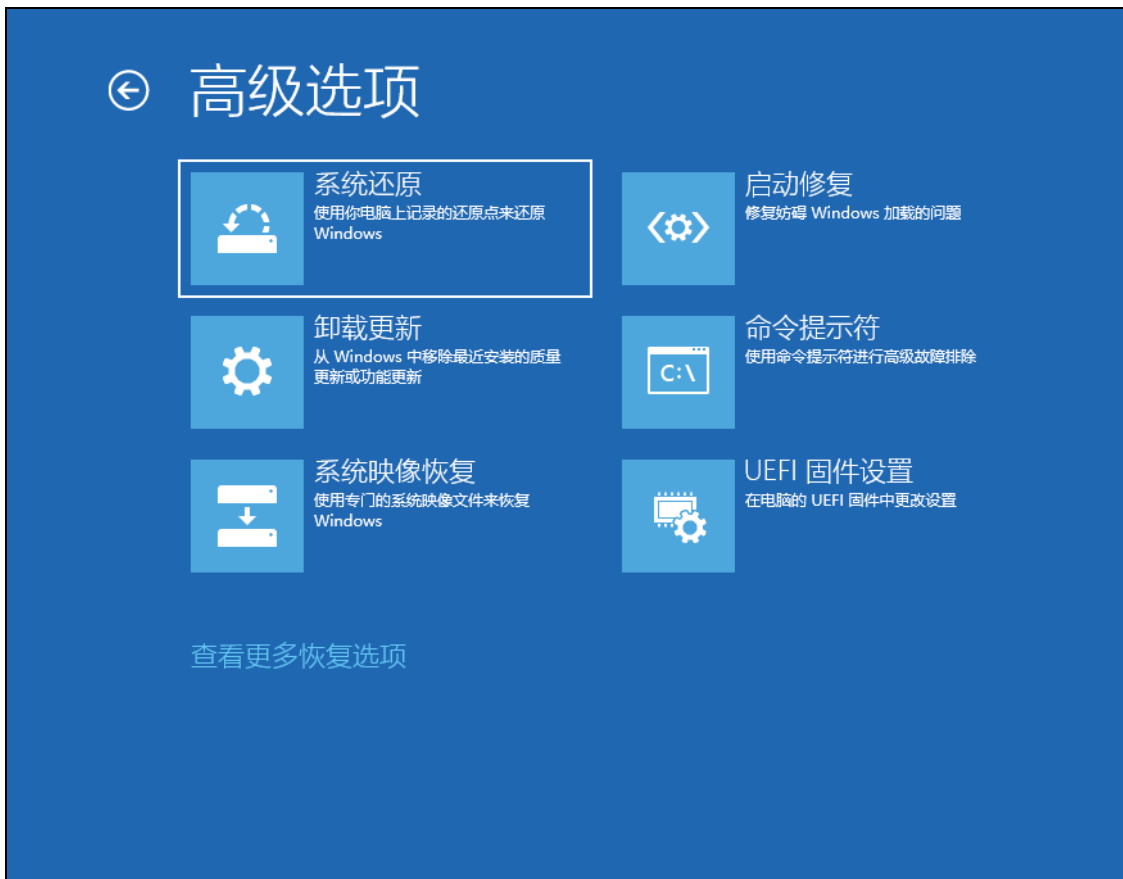 高级选项
系统还原
使用你电脑上记录的还原点来还原
Windows
启动修复
修复妨碍 Windows 加载的问题
卸载更新
从 Windows 中移除最近安装的质量
更新或功能更新
命令提示符
使用命令提示符进行高级故障排除
C:\
系统映像恢复
使用专门的系统映像文件来恢复
Windows
UEFI 固件设置
在电脑的 UEFI 固件中更改设置
查看更多恢复选项